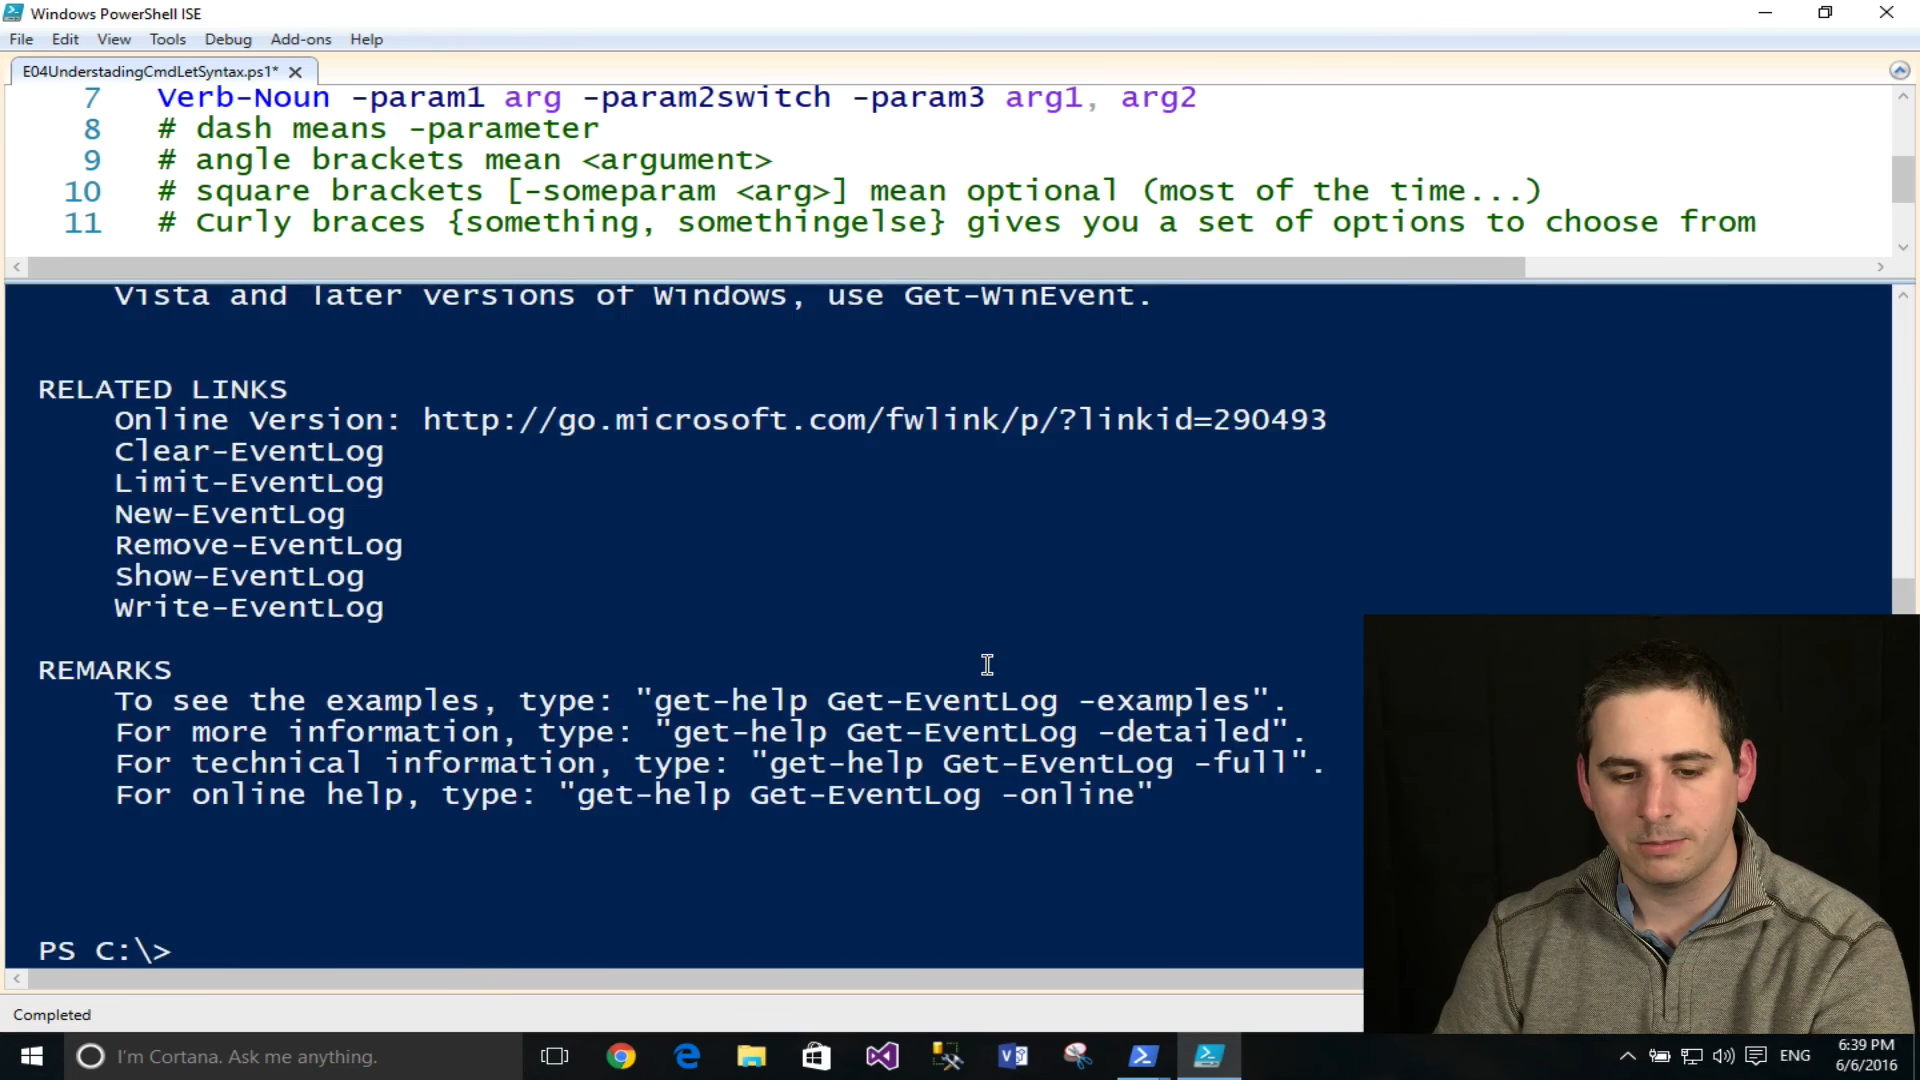 Windows PowerShell ISE
File Edit View Tools Debug Add-ons Help
E04UnderstadingCmdLetSyntax.ps1*
7 Verb-Noun -param1 arg -param2switch -param3 arg1, arg2
8 # dash means -parameter
9 # angle brackets mean <argument>
10 # square brackets [-someparam <arg>] mean optional (most of the time...)
11 # Curly braces {something, somethingelse} gives you a set of options to choose from
Vista and later versions of Windows, use Get-WinEvent.
RELATED LINKS
Online Version: http://go.microsoft.com/fwlink/p/?linkid=290493
Clear-EventLog
Limit-EventLog
New-EventLog
Remove-EventLog
Show-EventLog
Write-EventLog
REMARKS
To see the examples, type: "get-help Get-EventLog -examples".
For more information, type: "get-help Get-EventLog -detailed".
For technical information, type: "get-help Get-EventLog -full".
For online help, type: "get-help Get-EventLog -online"
PS C:\>
Completed
I'm Cortana. Ask me anything.
ENG
6:39 PM
6/6/2016